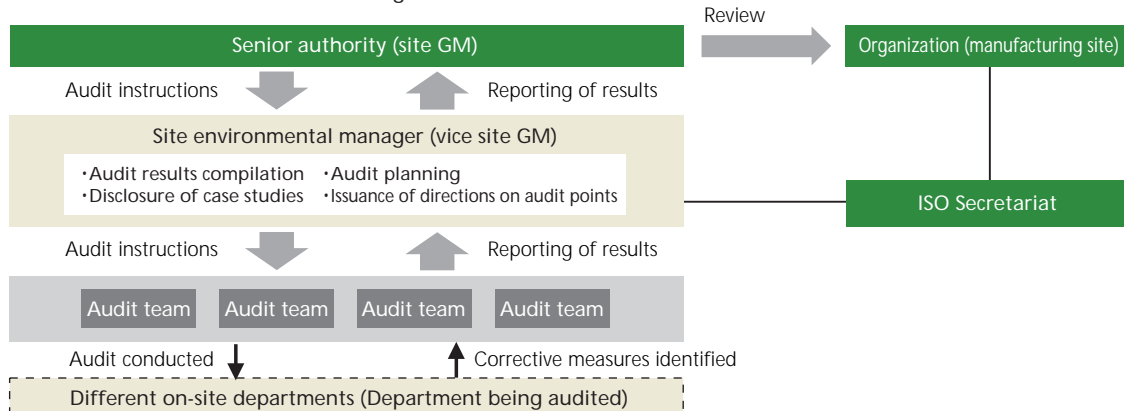 Review
Senior authority (site GM)
Organization (manufacturing site)
Audit instructions
Reporting of results
Site environmental manager (vice site GM)
・Audit results compilation ・Audit planning
・Disclosure of case studies ・Issuance of directions on audit points
ISO Secretariat
Audit instructions
Reporting of results
Audit team Audit team Audit team Audit team
Audit conducted
Corrective measures identified
Different on-site departments (Department being audited)